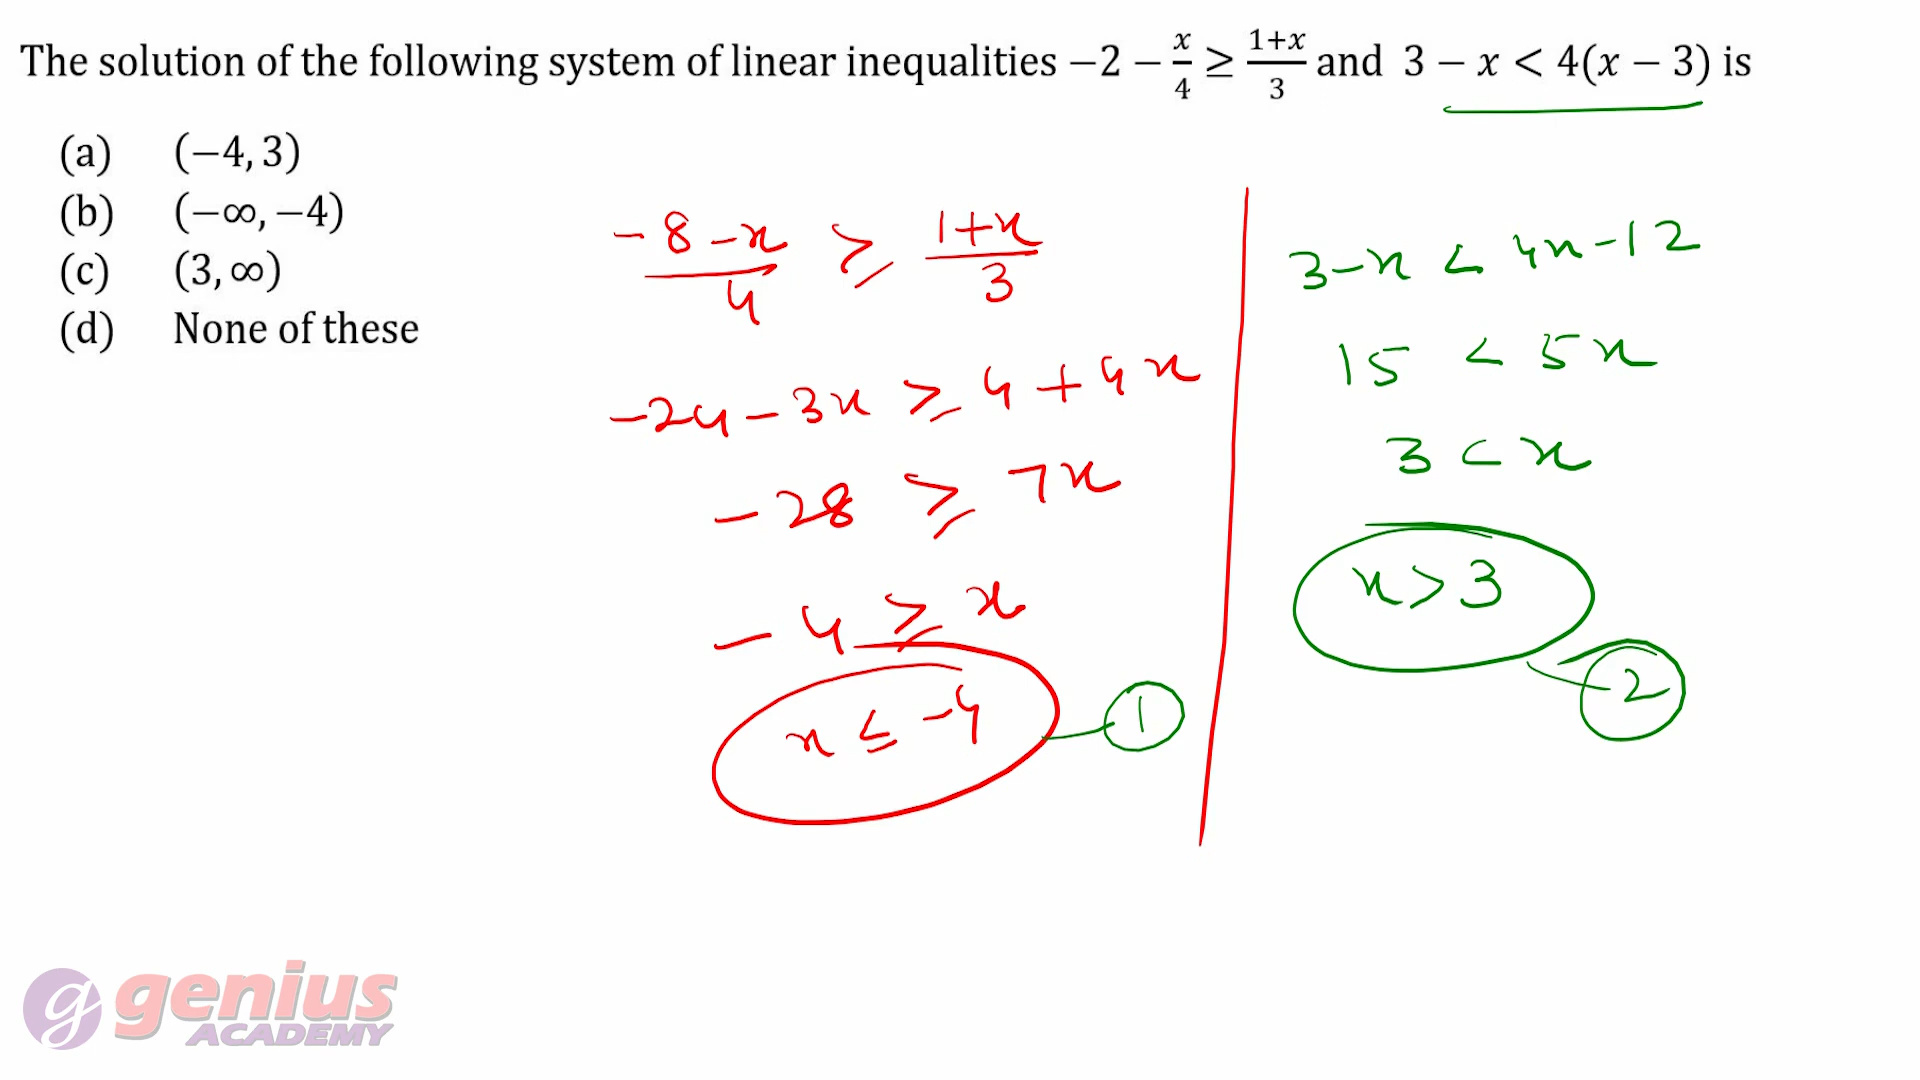 The solution of the following system of linear inequalities −2 − x/4 ≥ (1+x)/3 and 3 − x < 4(x − 3) is
(a) (−4, 3)
(b) (−∞, −4)
(c) (3, ∞)
(d) None of these
(-8-x)/4 ≥ (1+x)/3
-24-3x ≥ 4+4x
-28 ≥ 7x
-4 ≥ x
x ≤ -4
1
3-x < 4x-12
15 < 5x
3 < x
x > 3
2
g genius
ACADEMY